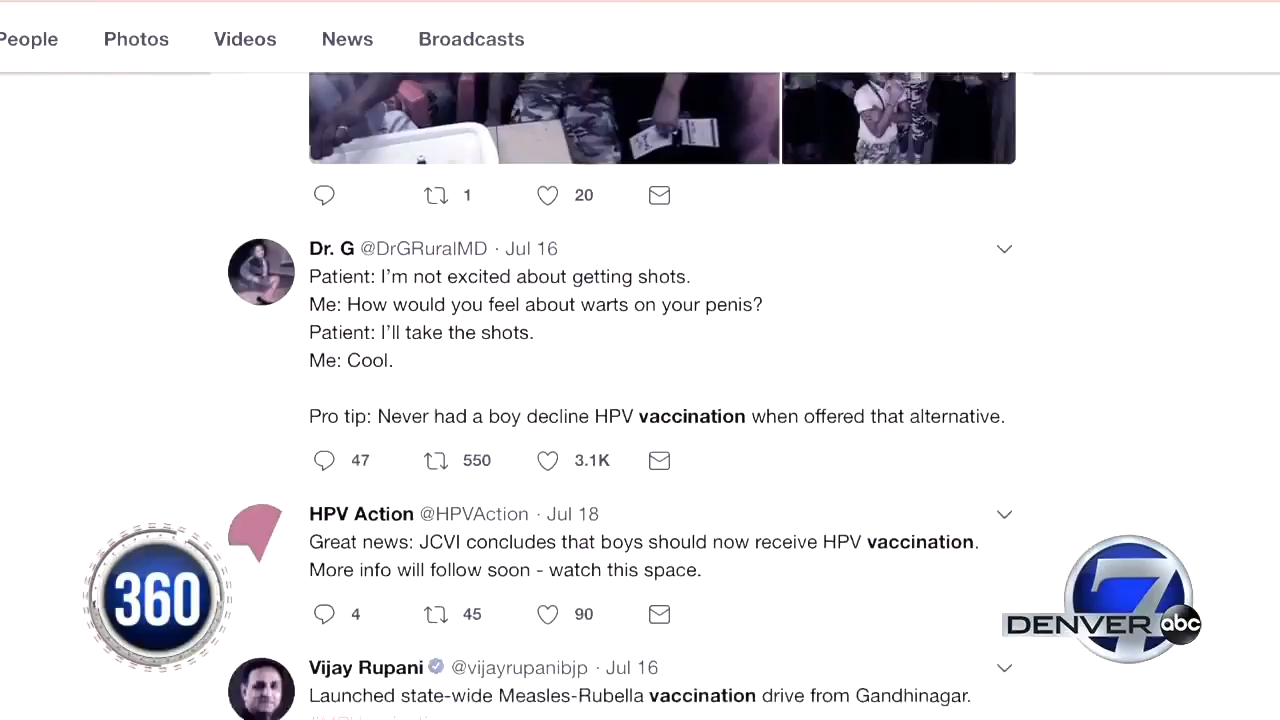 People Photos Videos News Broadcasts
1 20
Dr. G @DrGRuralMD · Jul 16
Patient: I’m not excited about getting shots.
Me: How would you feel about warts on your penis?
Patient: I’ll take the shots.
Me: Cool.
Pro tip: Never had a boy decline HPV vaccination when offered that alternative.
47 550 3.1K
HPV Action @HPVAction · Jul 18
Great news: JCVI concludes that boys should now receive HPV vaccination.
More info will follow soon - watch this space.
4 45 90
360
7
DENVER abc
Vijay Rupani @vijayrupanibjp · Jul 16
Launched state-wide Measles-Rubella vaccination drive from Gandhinagar.